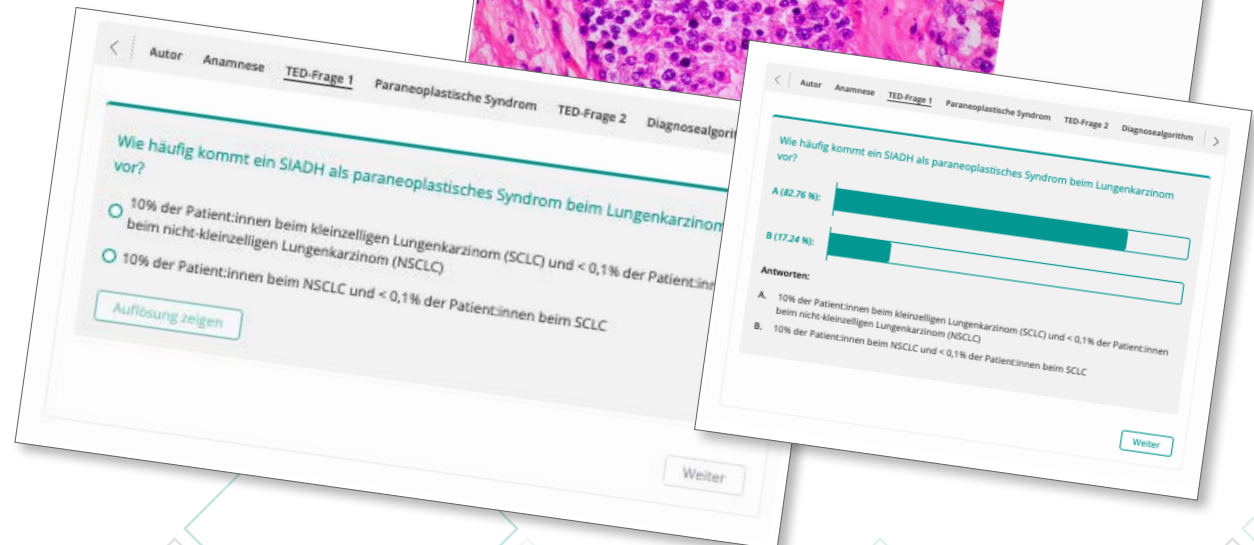 Autor Anamnese TED-Frage 1 Paraneoplastische Syndrom TED-Frage 2
Wie häufig kommt ein SIADH als paraneoplastisches Syndrom beim Lungenkarzinom
vor?
10% der Patient:innen beim kleinzelligen Lungenkarzinom (SCLC) und < 0,1% der
beim nicht-kleinzelligen Lungenkarzinom (NSCLC)
10% der Patient:innen beim NSCLC und < 0,1% der Patient:innen beim SCLC
Auflösung zeigen
Weiter
Autor Anamnese TED-Frage 1 Paraneoplastische Syndrom TED-Frage 2 Diagnosealgorithm
Wie häufig kommt ein SIADH als paraneoplastisches Syndrom beim Lungenkarzinom
vor?
A (82.76 %):
B (17.24 %):
Antworten:
A. 10% der Patient:innen beim kleinzelligen Lungenkarzinom (SCLC) und < 0,1% der Patient:innen
beim nicht-kleinzelligen Lungenkarzinom (NSCLC)
B. 10% der Patient:innen beim NSCLC und < 0,1% der Patient:innen beim SCLC
Weiter